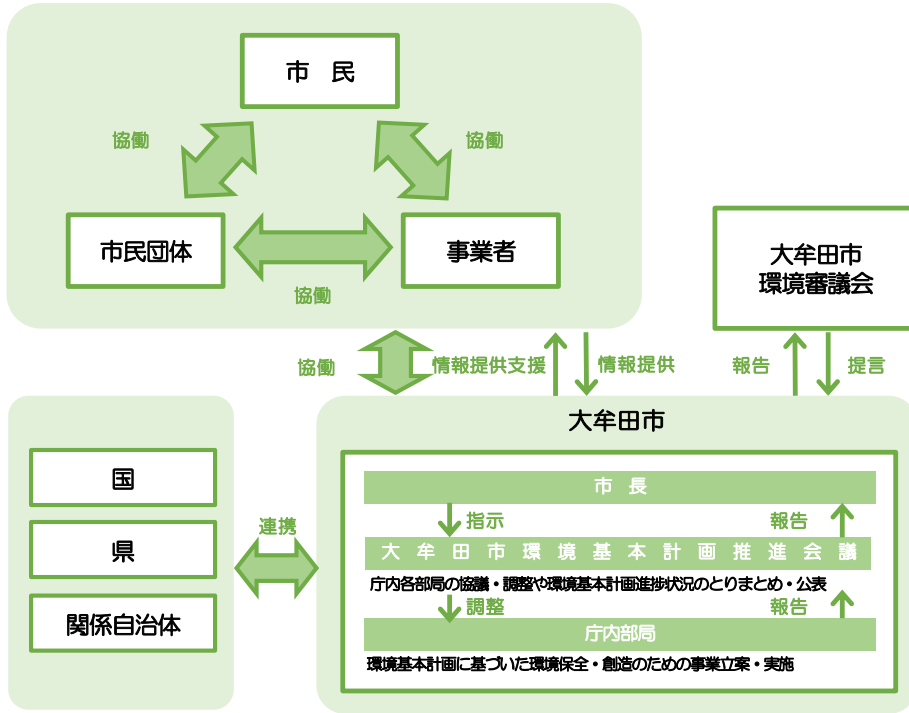 市 民
協働
協働
市民団体
事業者
協働
大牟田市
環境審議会
協働
情報提供支援
情報提供
報告
提言
大牟田市
国
県
関係自治体
連携
市 長
指示
報告
大牟田市環境基本計画推進会議
庁内各部局の協議・調整や環境基本計画進捗状況のとりまとめ・公表
調整
報告
庁内部局
環境基本計画に基づいた環境保全・創造のための事業立案・実施